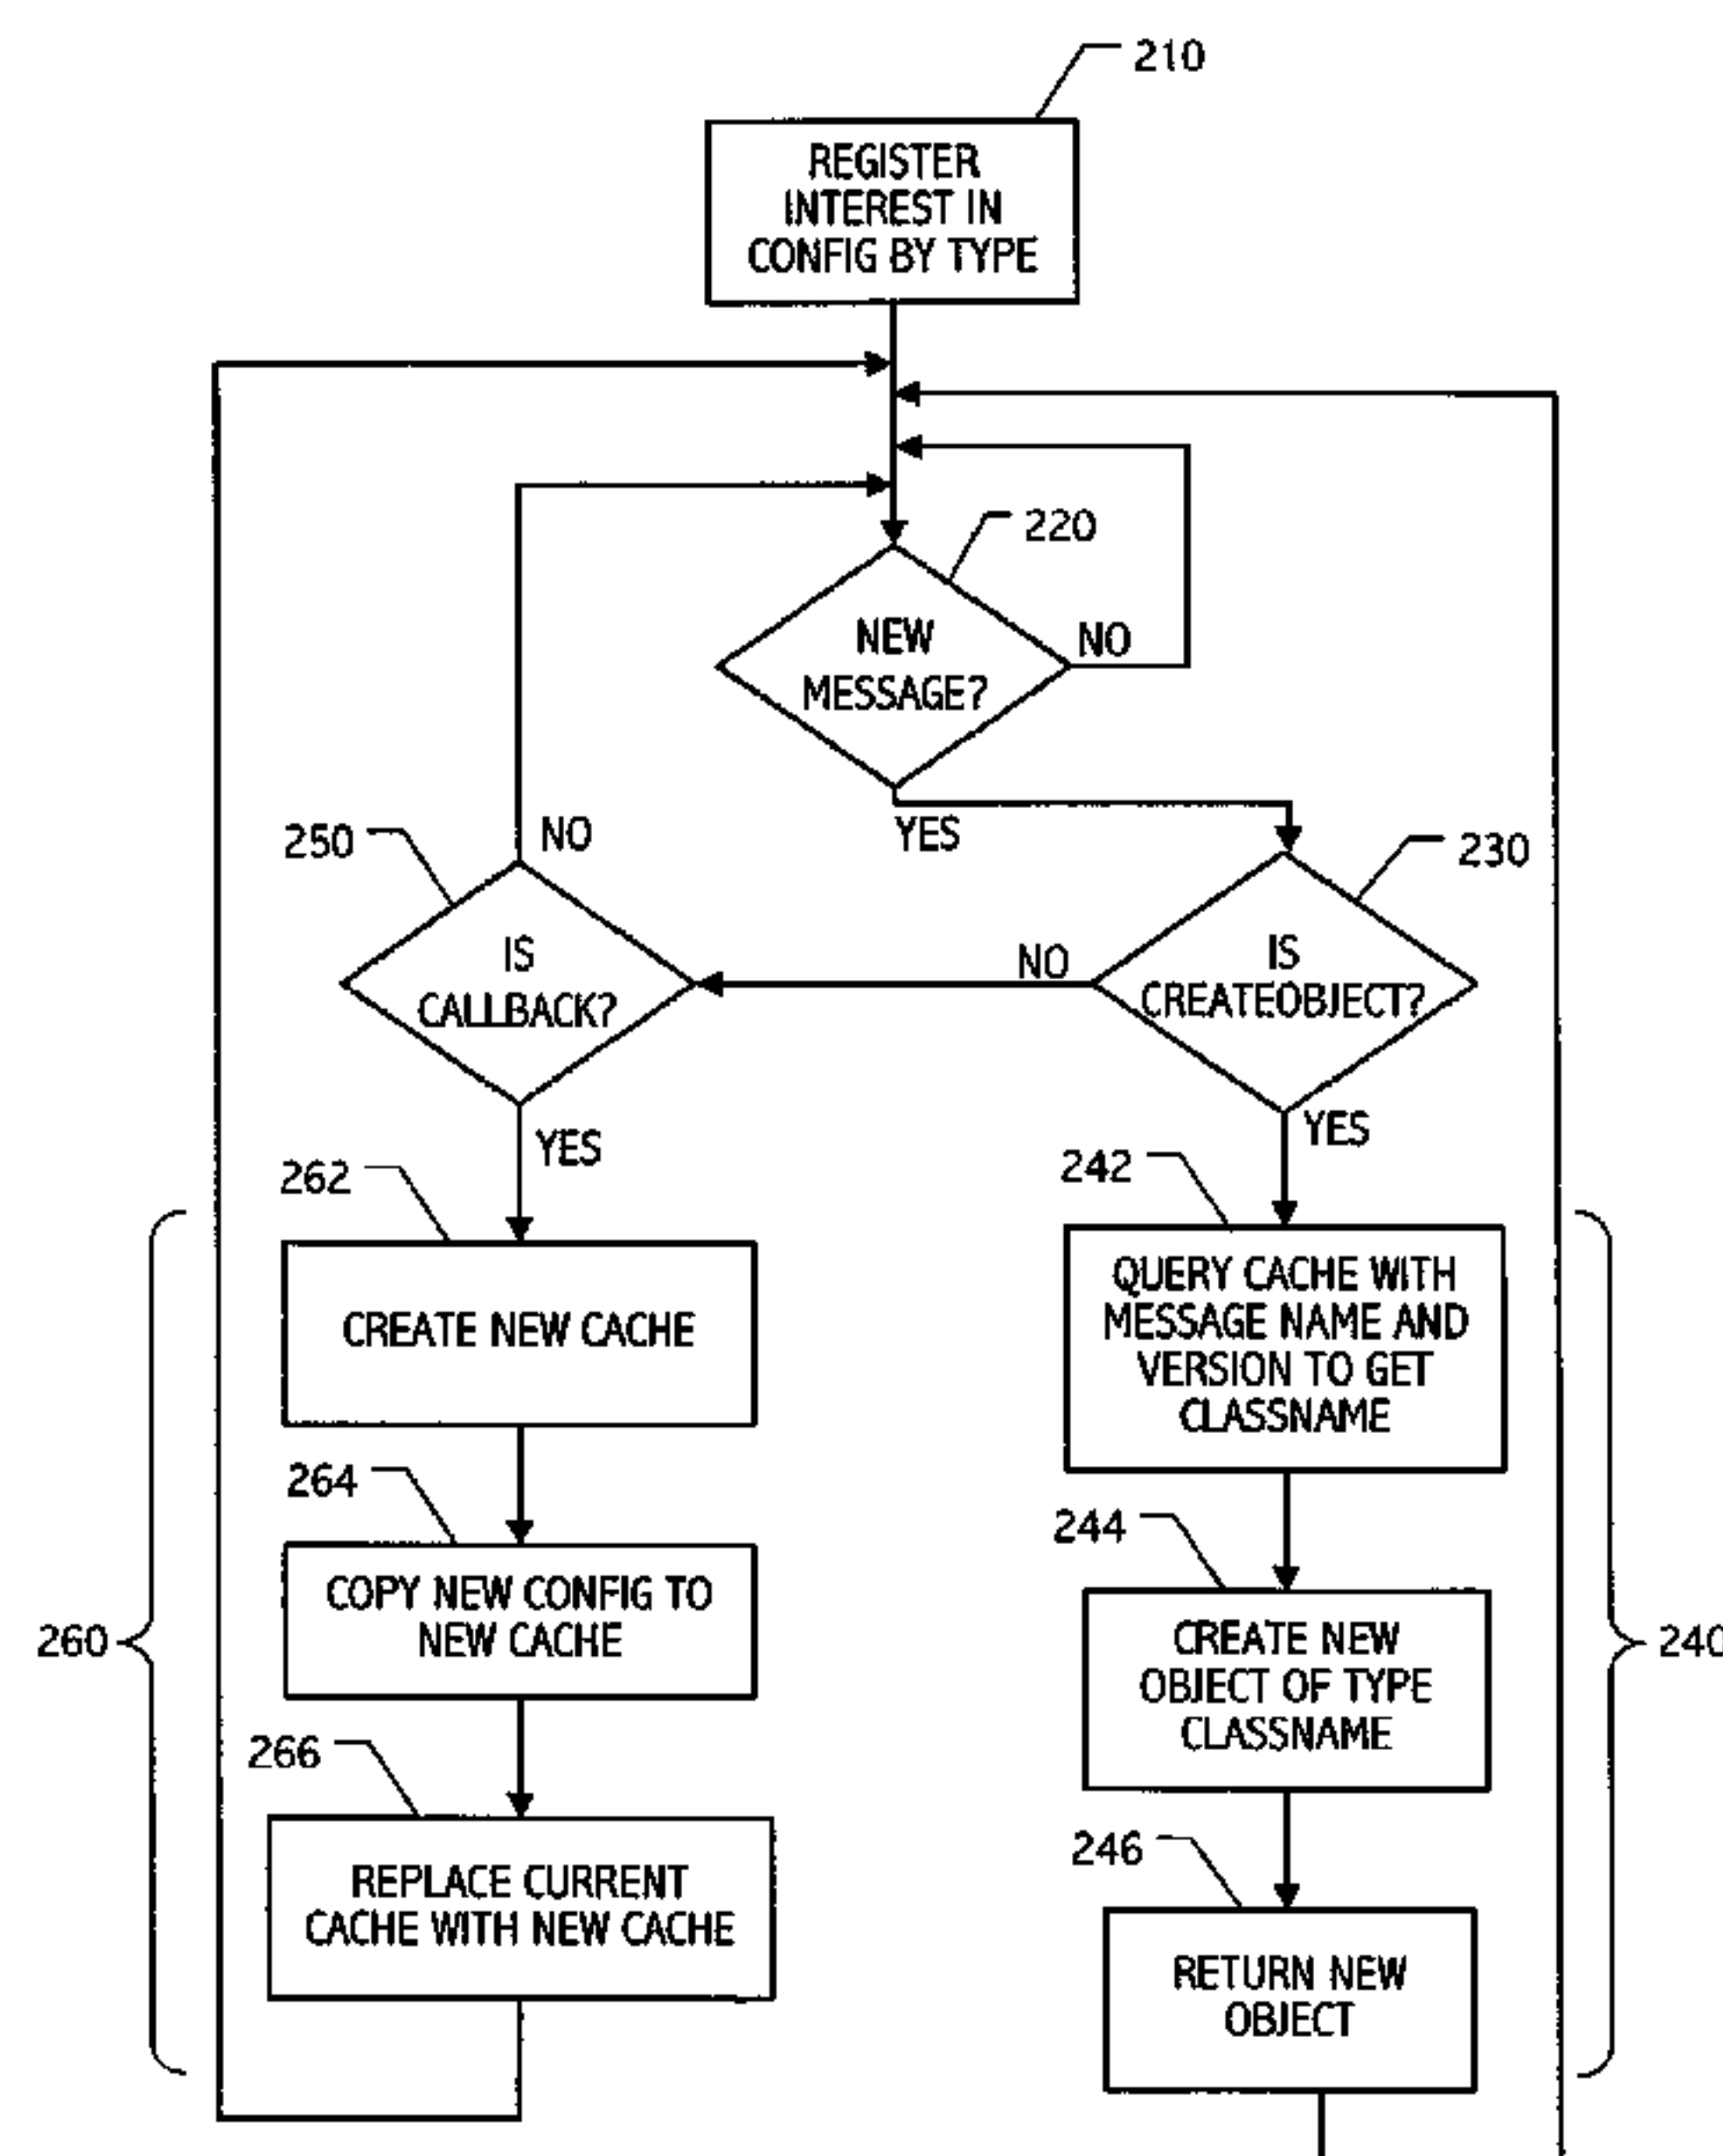 210
REGISTER
INTEREST IN
CONFIG BY TYPE
220
NEW
MESSAGE?
NO
YES
250
NO
230
IS
CALLBACK?
NO
IS
CREATEOBJECT?
YES
YES
262
242
CREATE NEW CACHE
QUERY CACHE WITH
MESSAGE NAME AND
VERSION TO GET
CLASSNAME
264
244
COPY NEW CONFIG TO
NEW CACHE
CREATE NEW
OBJECT OF TYPE
CLASSNAME
260
240
266
246
REPLACE CURRENT
CACHE WITH NEW CACHE
RETURN NEW
OBJECT